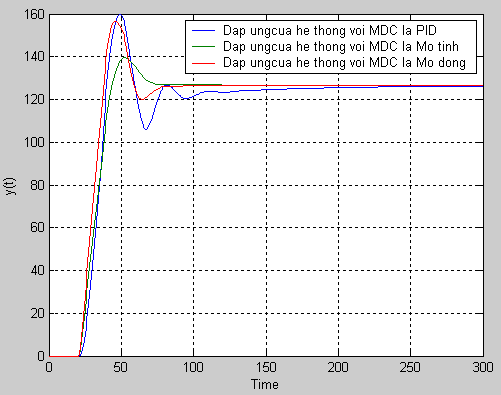 160
Dap ungcua he thong voi MDC la PID
Dap ungcua he thong voi MDC la Mo tinh
Dap ungcua he thong voi MDC la Mo dong
140
120
100
80
60
40
20
0
y(t)
0 50 100 150 200 250 300
Time